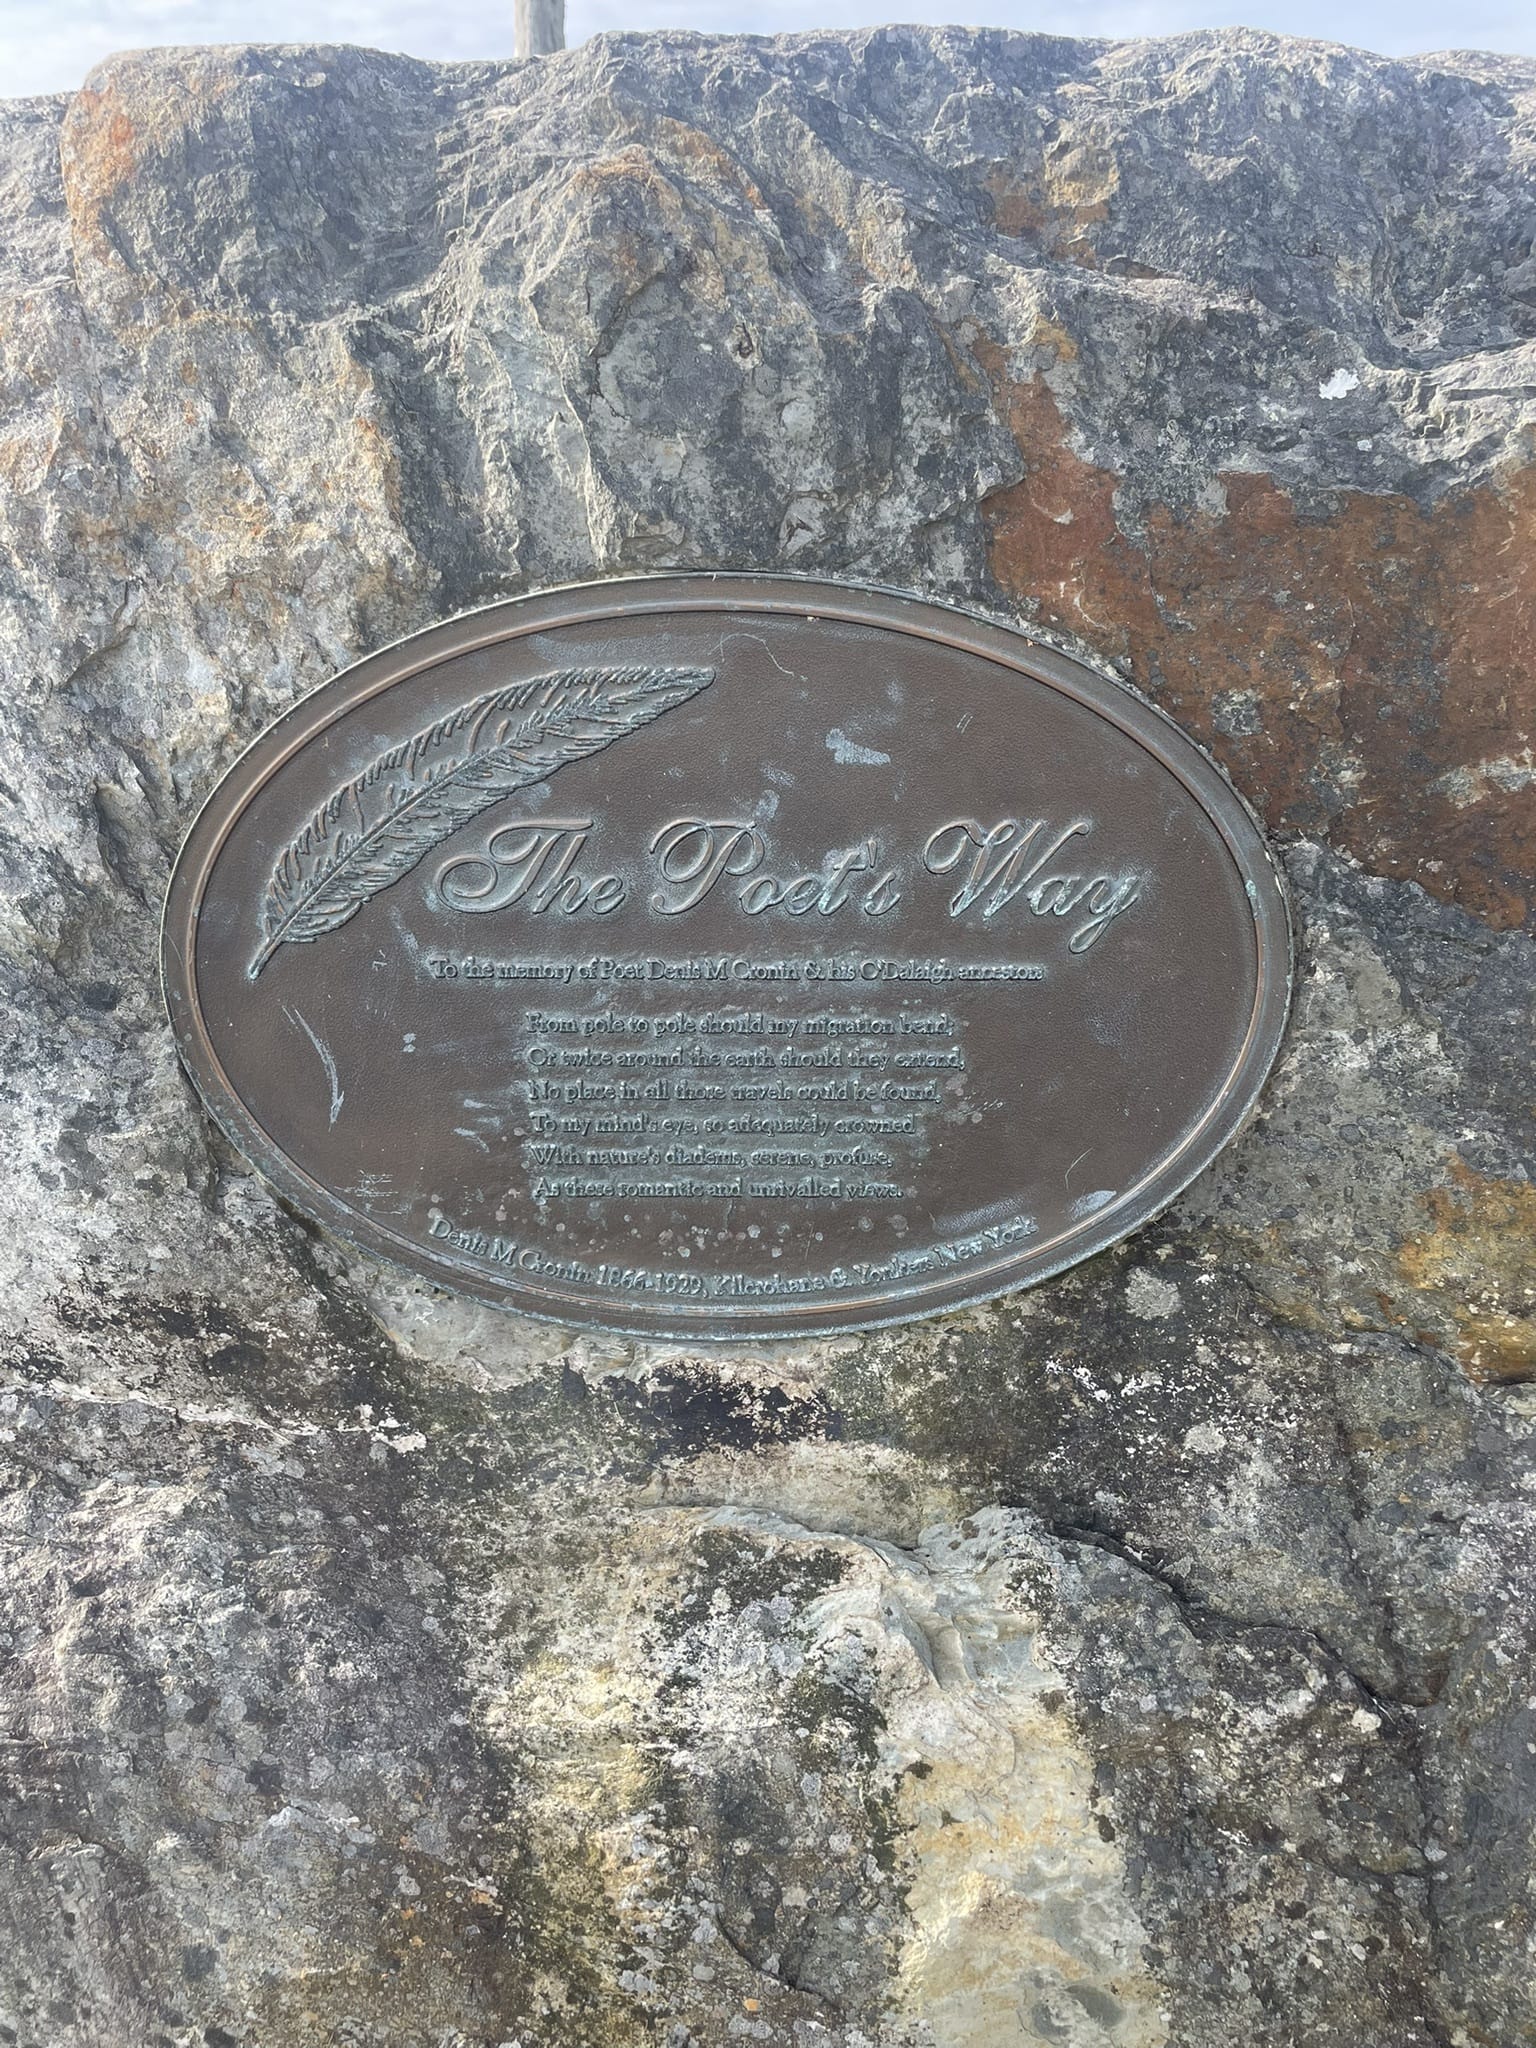 The Poet's Way
To the memory of Poet Denis M Cronin & his O'Dalaigh ancestors
From pole to pole should my migration bend;
Or twice around the earth should they extend,
No place in all those travels could be found,
To my mind's eye, so adequately crowned
With nature's diadems, serene, profuse,
As these romantic and unrivalled views.
Denis M Cronin 1866-1929, Kilcrohane & Yonkers New York